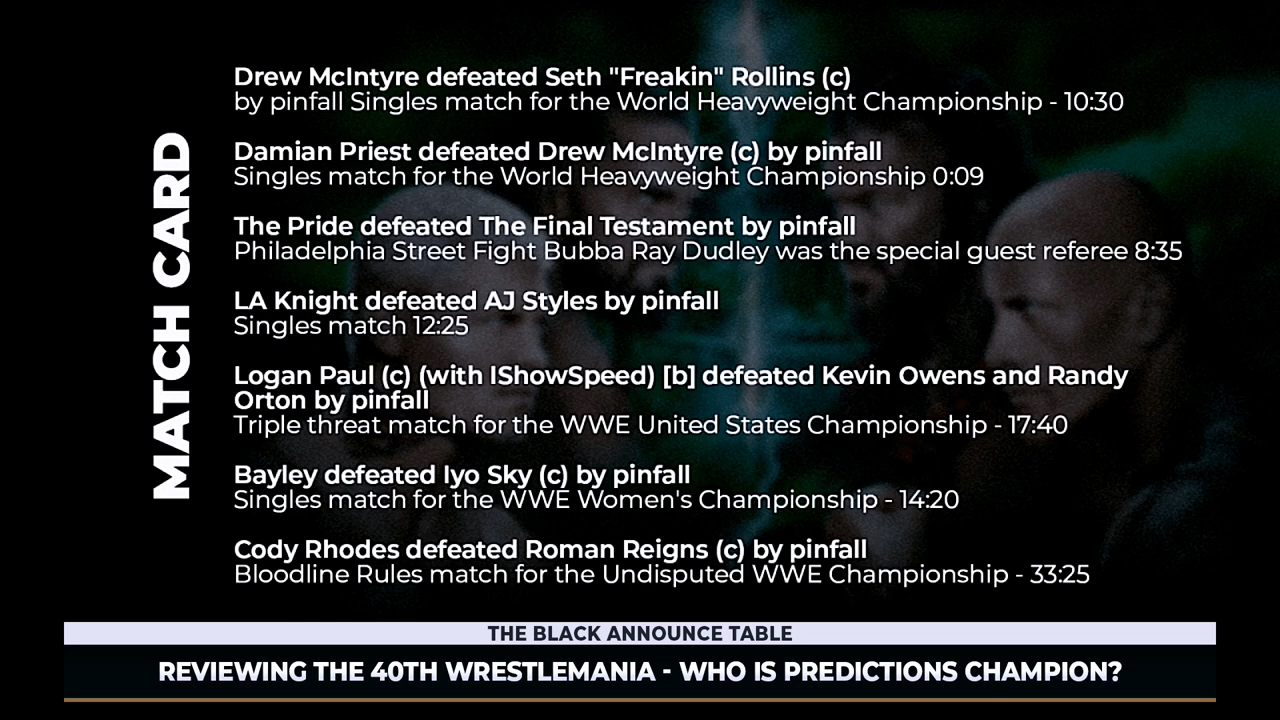 MATCH CARD
Drew McIntyre defeated Seth "Freakin" Rollins (c)
by pinfall Singles match for the World Heavyweight Championship - 10:30
Damian Priest defeated Drew McIntyre (c) by pinfall
Singles match for the World Heavyweight Championship 0:09
The Pride defeated The Final Testament by pinfall
Philadelphia Street Fight Bubba Ray Dudley was the special guest referee 8:35
LA Knight defeated AJ Styles by pinfall
Singles match 12:25
Logan Paul (c) (with IShowSpeed) [b] defeated Kevin Owens and Randy
Orton by pinfall
Triple threat match for the WWE United States Championship - 17:40
Bayley defeated Iyo Sky (c) by pinfall
Singles match for the WWE Women's Championship - 14:20
Cody Rhodes defeated Roman Reigns (c) by pinfall
Bloodline Rules match for the Undisputed WWE Championship - 33:25
THE BLACK ANNOUNCE TABLE
REVIEWING THE 40TH WRESTLEMANIA - WHO IS PREDICTIONS CHAMPION?